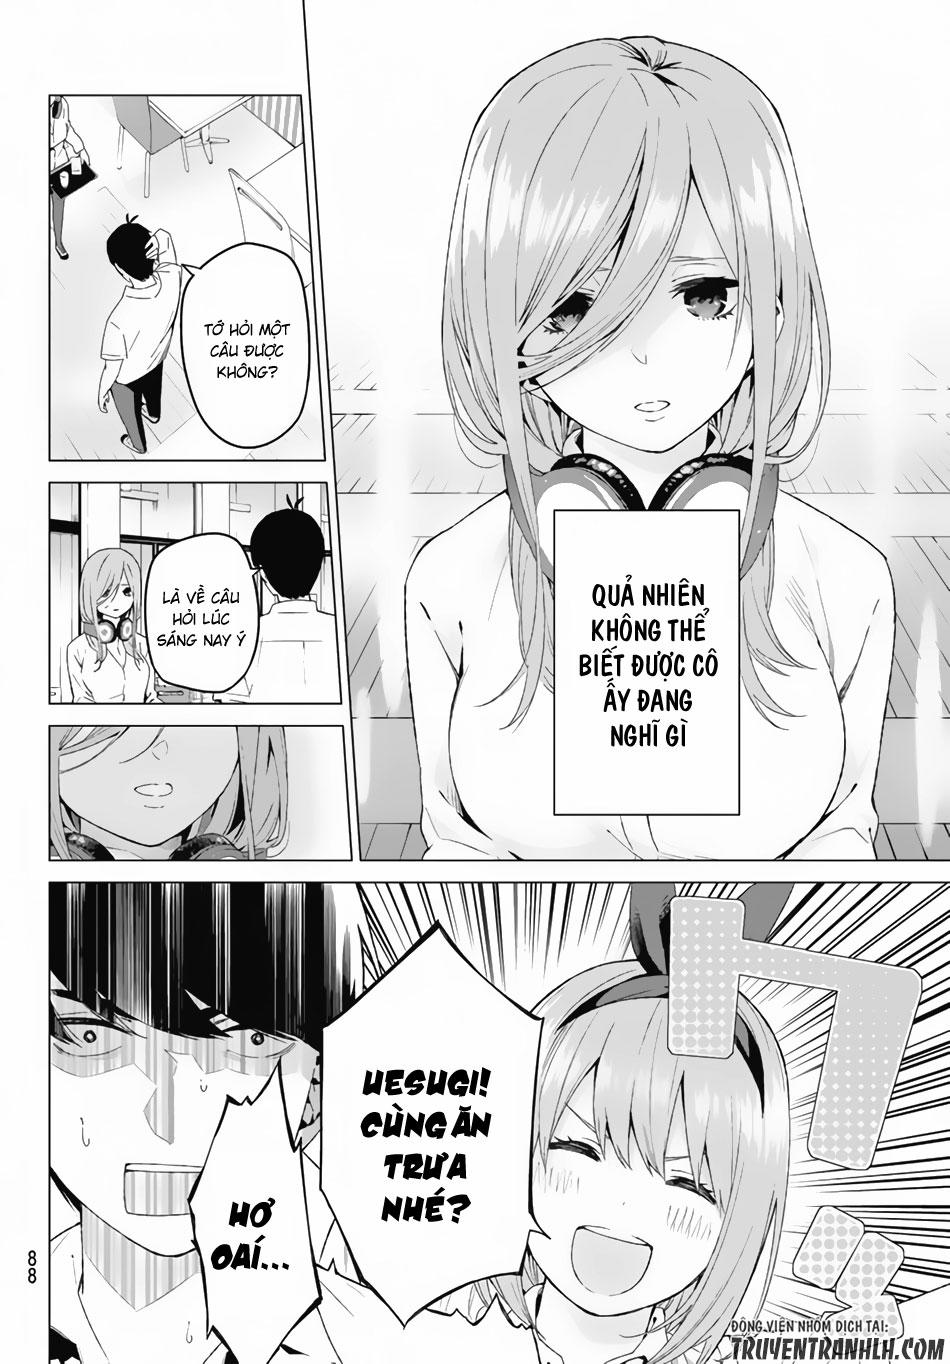 QUẢ NHIÊN
KHÔNG THỂ
BIẾT ĐƯỢC CÔ
ẤY ĐANG
NGHĨ GÌ
TỚ HỎI MỘT
CÂU ĐƯỢC
KHÔNG?
LÀ VỀ CÂU
HỎI LÚC
SÁNG NAY Ý
UESUGI!
CÙNG ĂN
TRƯA
NHÉ?
HƠ
OAÍ...
88
ĐỘNG VIÊN NHÓM DỊCH TẠI:
TRUYENTRANHLH.COM